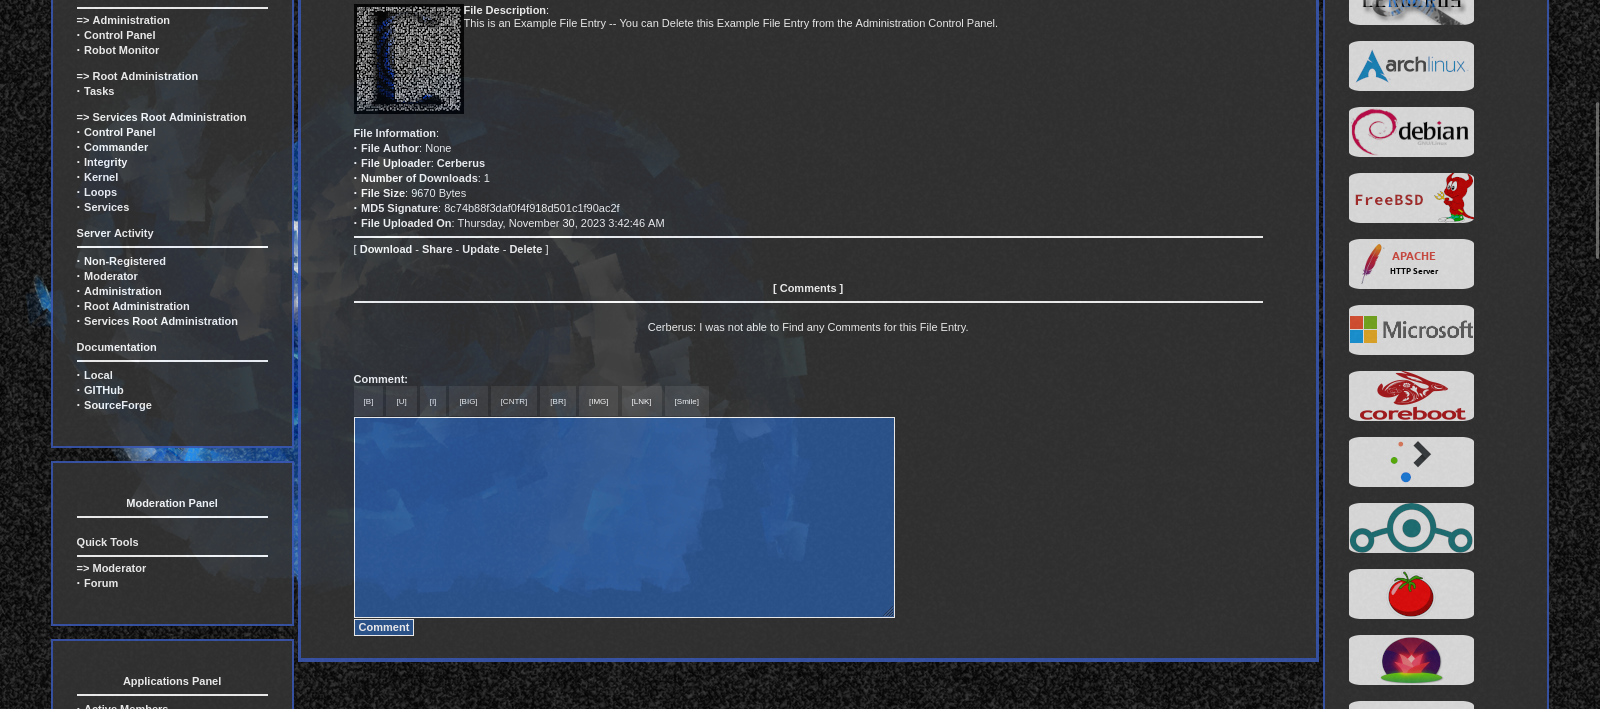 => Administration
· Control Panel
· Robot Monitor
=> Root Administration
· Tasks
=> Services Root Administration
· Control Panel
· Commander
· Integrity
· Kernel
· Loops
· Services
Server Activity
· Non-Registered
· Moderator
· Administration
· Root Administration
· Services Root Administration
Documentation
· Local
· GITHub
· SourceForge
Moderation Panel
Quick Tools
=> Moderator
· Forum
Applications Panel
· Active Members
File Description:
This is an Example File Entry -- You can Delete this Example File Entry from the Administration Control Panel.
File Information:
· File Author: None
· File Uploader: Cerberus
· Number of Downloads: 1
· File Size: 9670 Bytes
· MD5 Signature: 8c74b88f3daf0f4f918d501c1f90ac2f
· File Uploaded On: Thursday, November 30, 2023 3:42:46 AM
[ Download - Share - Update - Delete ]
[ Comments ]
Cerberus: I was not able to Find any Comments for this File Entry.
Comment:
[B] [U] [I] [BIG] [CNTR] [BR] [IMG] [LNK] [Smile]
Comment
archlinux
debian
FreeBSD
APACHE
HTTP Server
Microsoft
coreboot